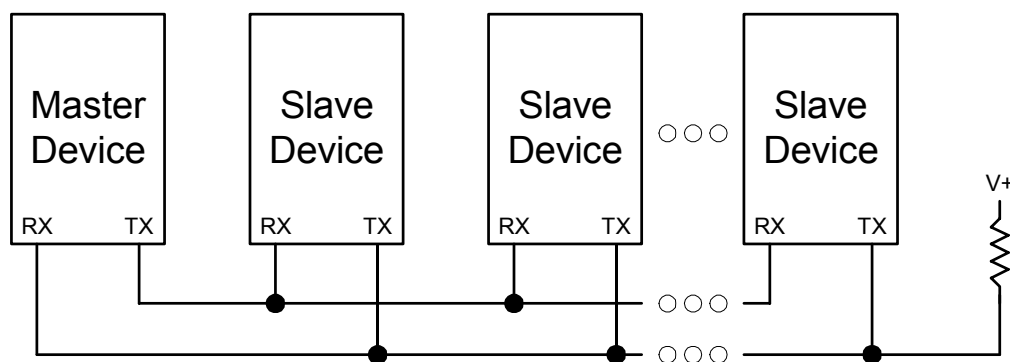 Master
Device
Slave
Device
Slave
Device
Slave
Device
RX TX
RX TX
RX TX
RX TX
V+